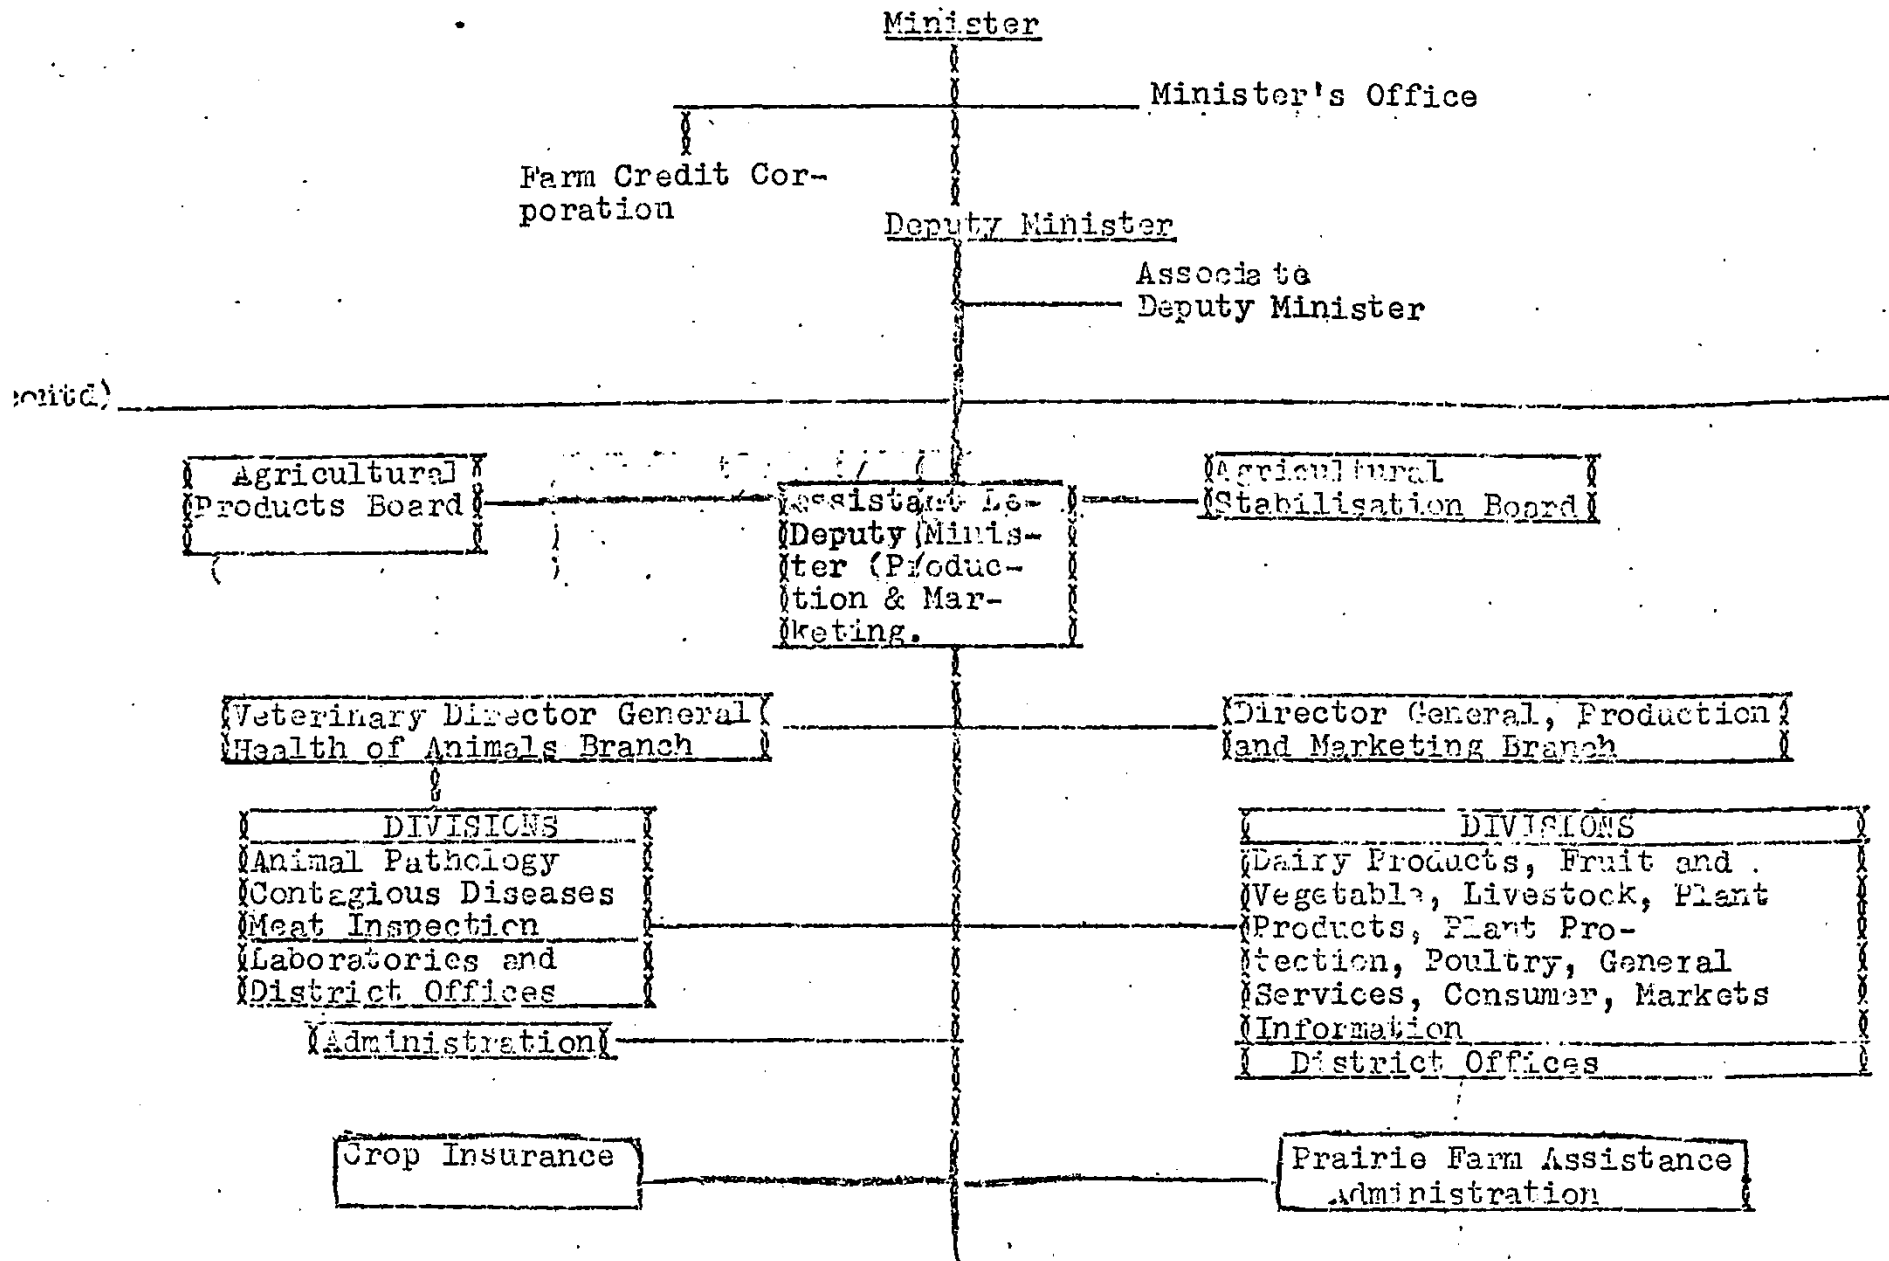 Minister
Minister's Office
Farm Credit Cor-
poration
Deputy Minister
Associate
Deputy Minister
contd)
Agricultural
Products Board
Assistant
Deputy Minis-
ter (Produc-
tion & Mar-
keting.
Agricultural
Stabilisation Board
Veterinary Director General
Health of Animals Branch
Director General, Production
and Marketing Branch
DIVISIONS
Animal Pathology
Contagious Diseases
Meat Inspection
Laboratories and
District Offices
DIVISIONS
Dairy Products, Fruit and
Vegetable, Livestock, Plant
Products, Plant Pro-
tection, Poultry, General
Services, Consumer, Markets
Information
District Offices
Administration
Crop Insurance
Prairie Farm Assistance
Administration